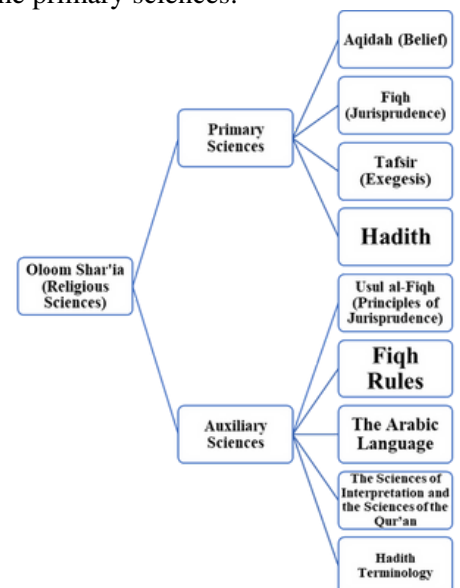 ne primary sciences:
Aqidah (Belief)
Fiqh
(Jurisprudence)
Primary
Sciences
Tafsir
(Exegesis)
Hadith
Oloom Shar'ia
(Religious
Sciences)
Usul al-Fiqh
(Principles of
Jurisprudence)
Fiqh
Rules
Auxiliary
Sciences
The Arabic
Language
The Sciences of
Interpretation and
the Sciences of the
Qur'an
Hadith
Terminology